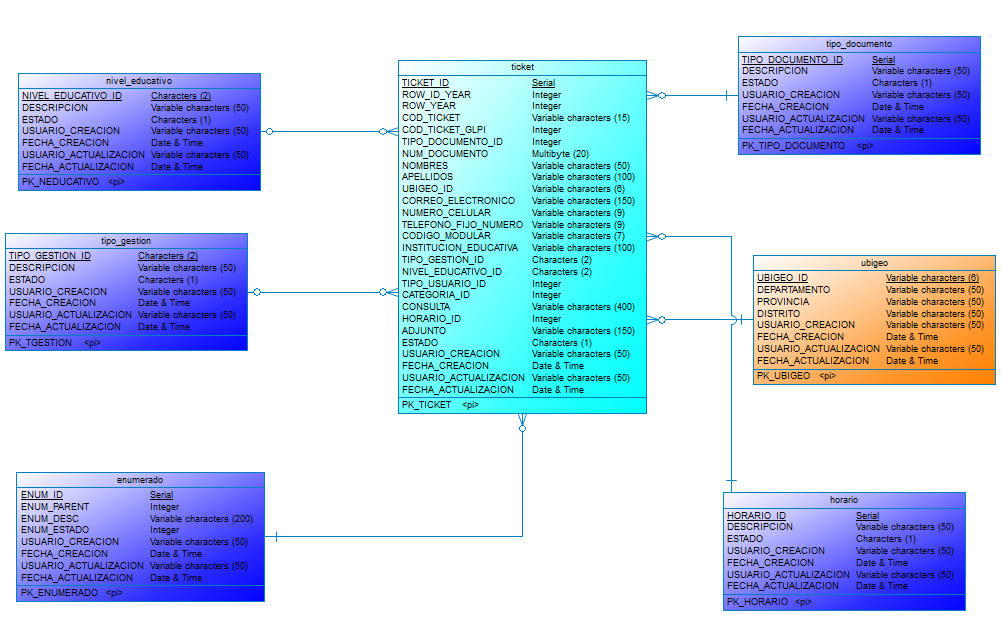 nivel_educativo
NIVEL_EDUCATIVO_ID Characters (2)
DESCRIPCION Variable characters (50)
ESTADO Characters (1)
USUARIO_CREACION Variable characters (50)
FECHA_CREACION Date & Time
USUARIO_ACTUALIZACION Variable characters (50)
FECHA_ACTUALIZACION Date & Time
PK_NEDUCATIVO <pi>
tipo_gestion
TIPO_GESTION_ID Characters (2)
DESCRIPCION Variable characters (50)
ESTADO Characters (1)
USUARIO_CREACION Variable characters (50)
FECHA_CREACION Date & Time
USUARIO_ACTUALIZACION Variable characters (50)
FECHA_ACTUALIZACION Date & Time
PK_TGESTION <pi>
enumerado
ENUM_ID Serial
ENUM_PARENT Integer
ENUM_DESC Variable characters (200)
ENUM_ESTADO Integer
USUARIO_CREACION Variable characters (50)
FECHA_CREACION Date & Time
USUARIO_ACTUALIZACION Variable characters (50)
FECHA_ACTUALIZACION Date & Time
PK_ENUMERADO <pi>
ticket
TICKET_ID Serial
ROW_ID_YEAR Integer
ROW_YEAR Integer
COD_TICKET Variable characters (15)
COD_TICKET_GLPI Integer
TIPO_DOCUMENTO_ID Integer
NUM_DOCUMENTO Multibyte (20)
NOMBRES Variable characters (50)
APELLIDOS Variable characters (100)
UBIGEO_ID Variable characters (6)
CORREO_ELECTRONICO Variable characters (150)
NUMERO_CELULAR Variable characters (9)
TELEFONO_FIJO_NUMERO Variable characters (9)
CODIGO_MODULAR Variable characters (7)
INSTITUCION_EDUCATIVA Variable characters (100)
TIPO_GESTION_ID Characters (2)
NIVEL_EDUCATIVO_ID Characters (2)
TIPO_USUARIO_ID Integer
CATEGORIA_ID Integer
CONSULTA Variable characters (400)
HORARIO_ID Integer
ADJUNTO Variable characters (150)
ESTADO Characters (1)
USUARIO_CREACION Variable characters (50)
FECHA_CREACION Date & Time
USUARIO_ACTUALIZACION Variable characters (50)
FECHA_ACTUALIZACION Date & Time
PK_TICKET <pi>
tipo_documento
TIPO_DOCUMENTO_ID Serial
DESCRIPCION Variable characters (50)
ESTADO Characters (1)
USUARIO_CREACION Variable characters (50)
FECHA_CREACION Date & Time
USUARIO_ACTUALIZACION Variable characters (50)
FECHA_ACTUALIZACION Date & Time
PK_TIPO_DOCUMENTO <pi>
ubigeo
UBIGEO_ID Variable characters (6)
DEPARTAMENTO Variable characters (50)
PROVINCIA Variable characters (50)
DISTRITO Variable characters (50)
USUARIO_CREACION Variable characters (50)
FECHA_CREACION Date & Time
USUARIO_ACTUALIZACION Variable characters (50)
FECHA_ACTUALIZACION Date & Time
PK_UBIGEO <pi>
horario
HORARIO_ID Serial
DESCRIPCION Variable characters (50)
ESTADO Characters (1)
USUARIO_CREACION Variable characters (50)
FECHA_CREACION Date & Time
USUARIO_ACTUALIZACION Variable characters (50)
FECHA_ACTUALIZACION Date & Time
PK_HORARIO <pi>